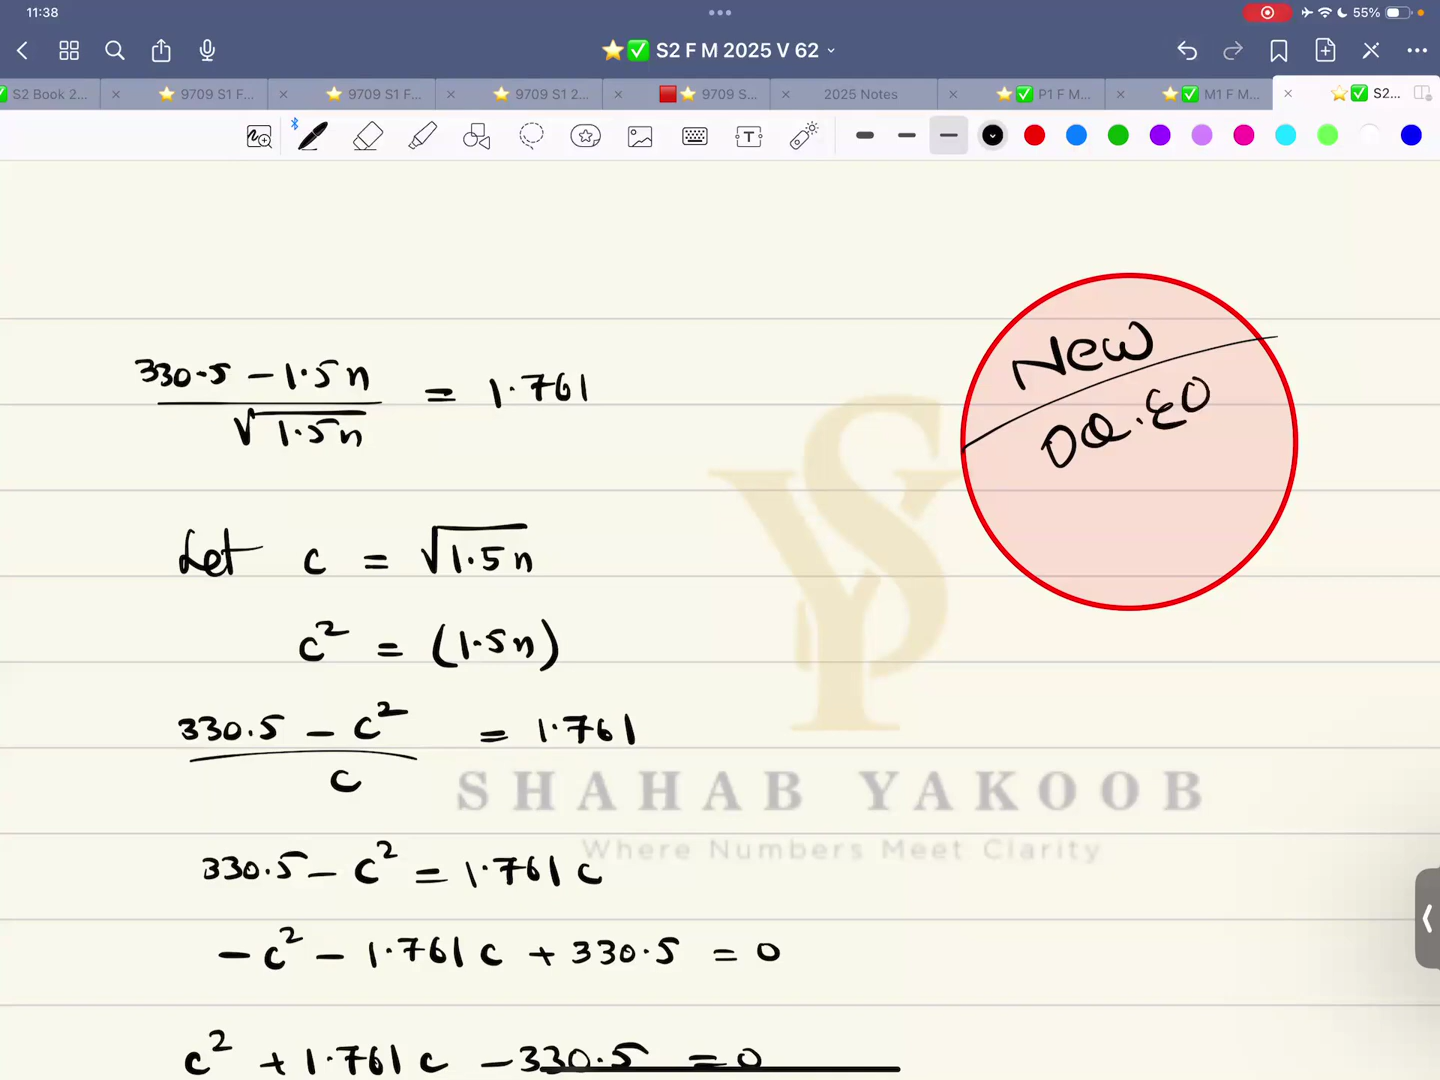 11:38
55%
S2 F M 2025 V 62
S2 Book 2...
9709 S1 F...
9709 S1 F...
9709 S1 2...
9709 S...
2025 Notes
P1 F M...
M1 F M...
S2...
330.5 - 1.5n / √1.5n = 1.761
Let c = √1.5n
c² = (1.5n)
330.5 - c² / c = 1.761
330.5 - c² = 1.761 c
- c² - 1.761 c + 330.5 = 0
c² + 1.761 c - 330.5 = 0
New
SHAHAB YAKOOB
Where Numbers Meet Clarity